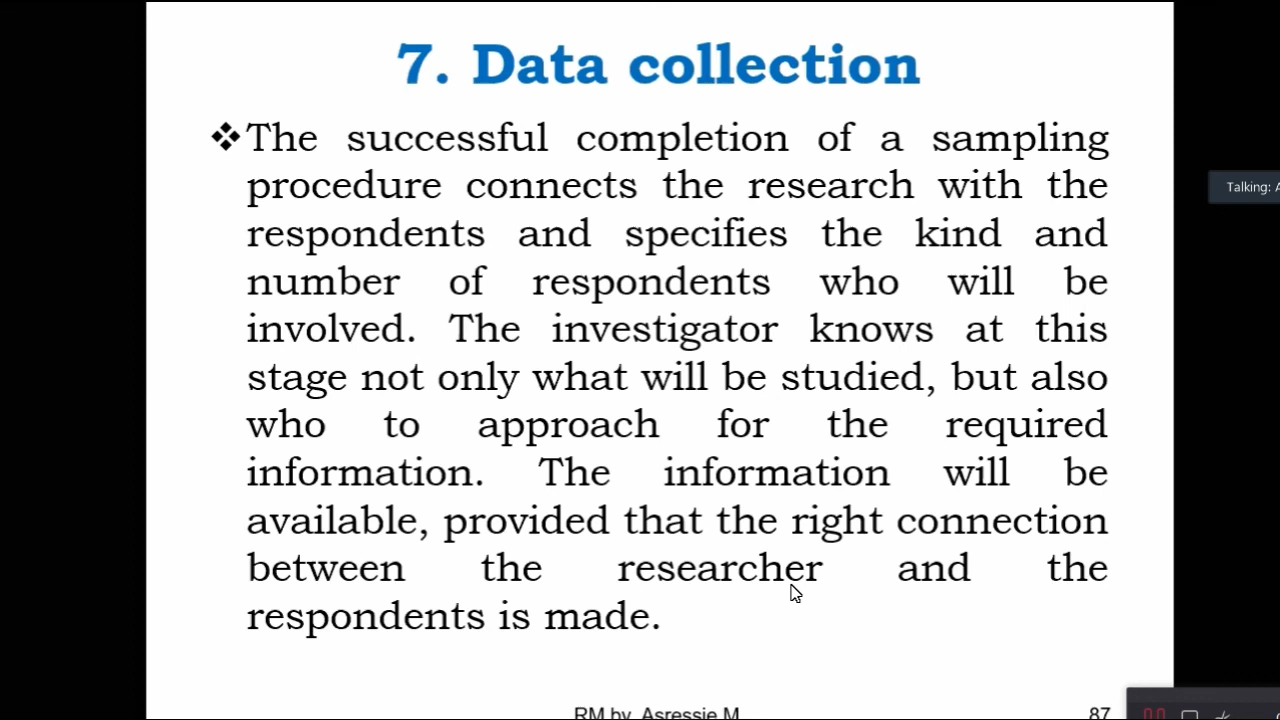 7. Data collection
❖The successful completion of a sampling
procedure connects the research with the
respondents and specifies the kind and
number of respondents who will be
involved. The investigator knows at this
stage not only what will be studied, but also
who to approach for the required
information. The information will be
available, provided that the right connection
between the researcher and the
respondents is made.
Talking: A
RM by Asressie M
87